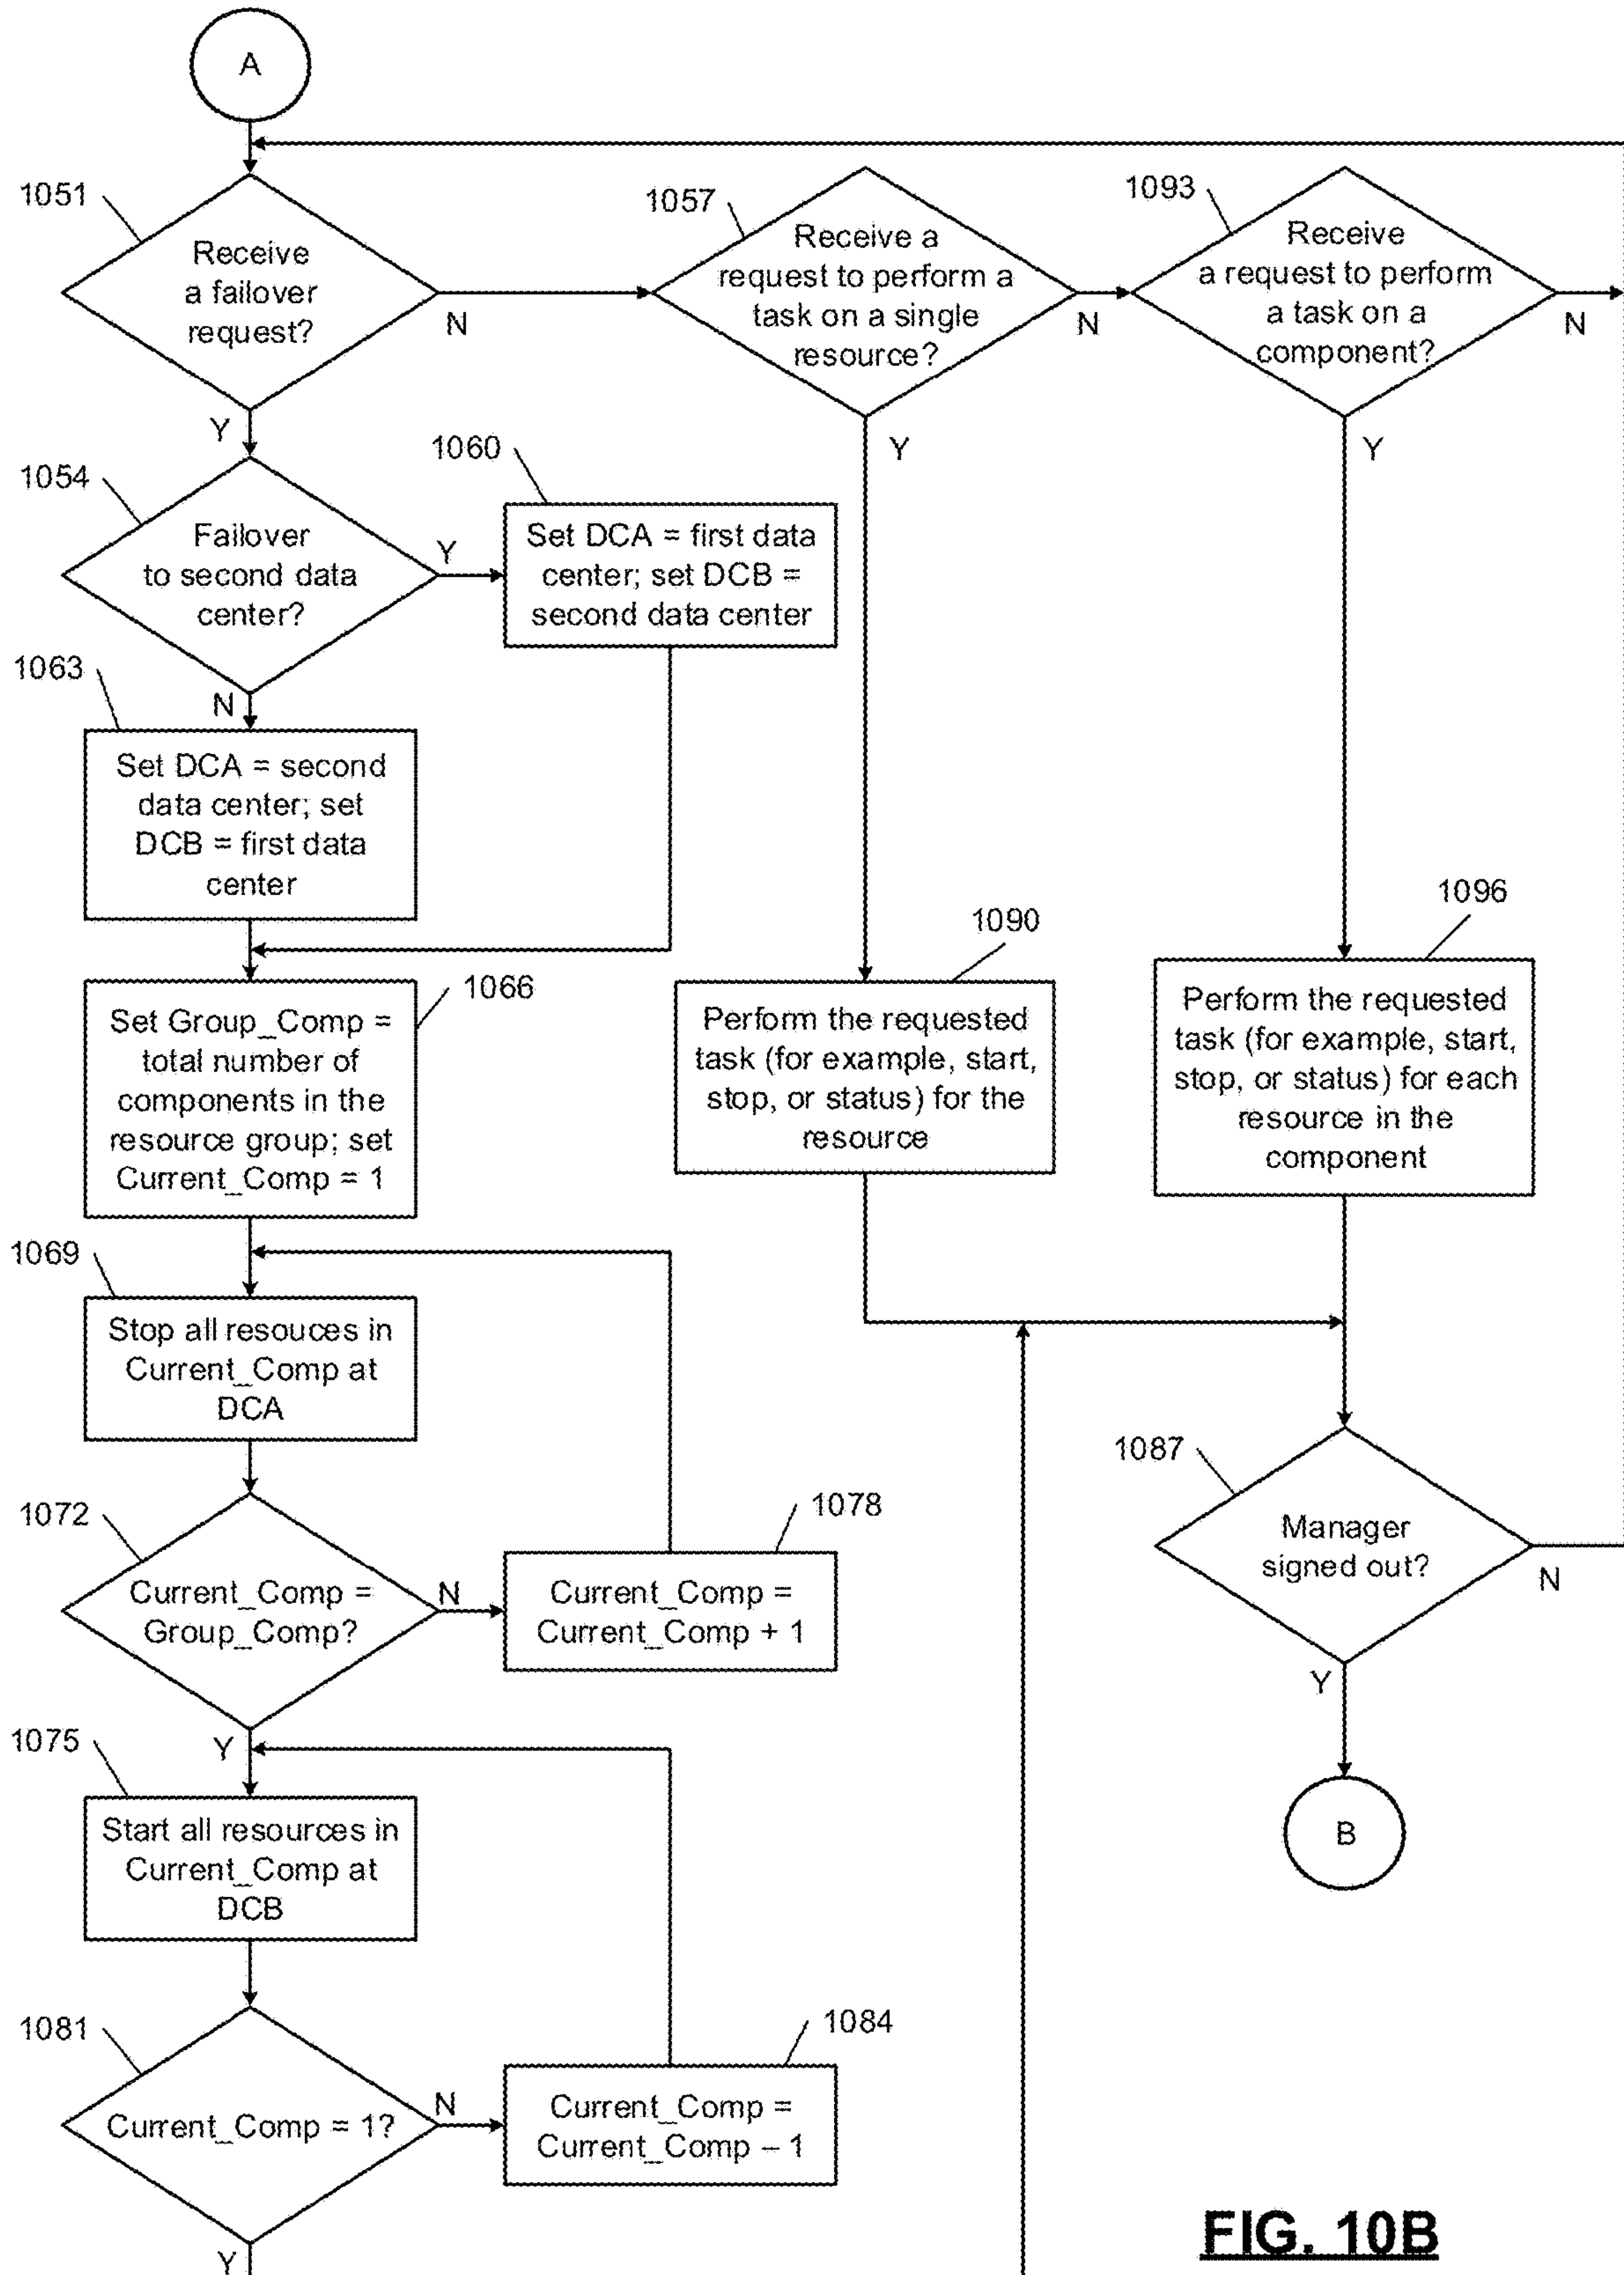 A
1051
Receive
a failover
request?
N
Y
1057
Receive a
request to perform a
task on a single
resource?
N
Y
1093
Receive
a request to perform
a task on a
component?
N
Y
1054
Failover
to second data
center?
Y
N
1060
Set DCA = first data
center; set DCB =
second data center
1063
Set DCA = second
data center; set
DCB = first data
center
1066
Set Group_Comp =
total number of
components in the
resource group; set
Current_Comp = 1
1090
Perform the requested
task (for example, start,
stop, or status) for the
resource
1096
Perform the requested
task (for example, start,
stop, or status) for each
resource in the
component
1069
Stop all resouces in
Current_Comp at
DCA
1072
Current_Comp =
Group_Comp?
N
Y
1078
Current_Comp =
Current_Comp + 1
1087
Manager
signed out?
N
Y
B
1075
Start all resources in
Current_Comp at
DCB
1081
Current_Comp = 1?
N
Y
1084
Current_Comp =
Current_Comp – 1
FIG. 10B